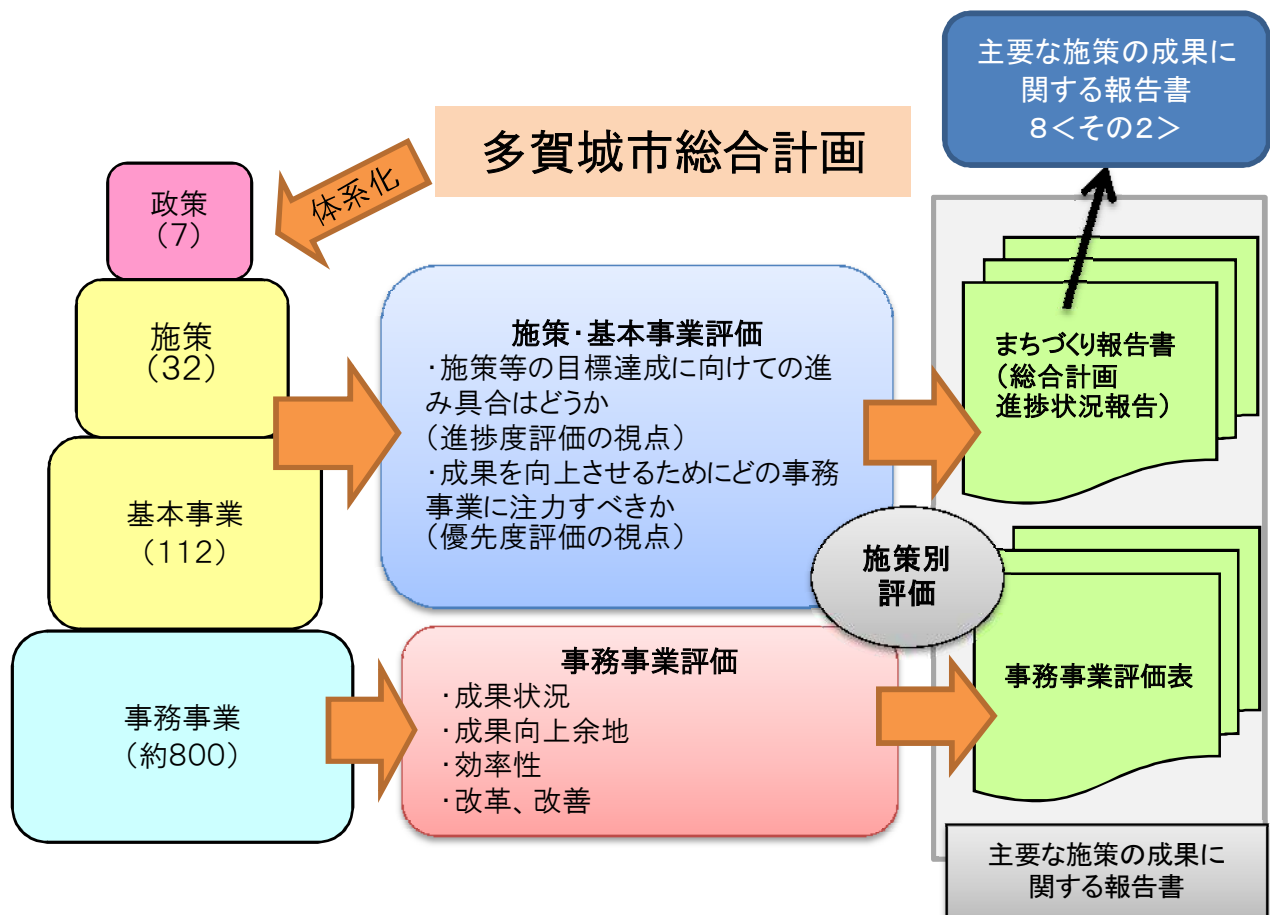 主要な施策の成果に
関する報告書
8＜その2＞
多賀城市総合計画
体系化
政策
（7）
施策
（32）
基本事業
（112）
事務事業
（約800）
施策・基本事業評価
・施策等の目標達成に向けての進
み具合はどうか
（進捗度評価の視点）
・成果を向上させるためにどの事務
事業に注力すべきか
（優先度評価の視点）
施策別
評価
事務事業評価
・成果状況
・成果向上余地
・効率性
・改革、改善
まちづくり報告書
（総合計画
進捗状況報告）
事務事業評価表
主要な施策の成果に
関する報告書